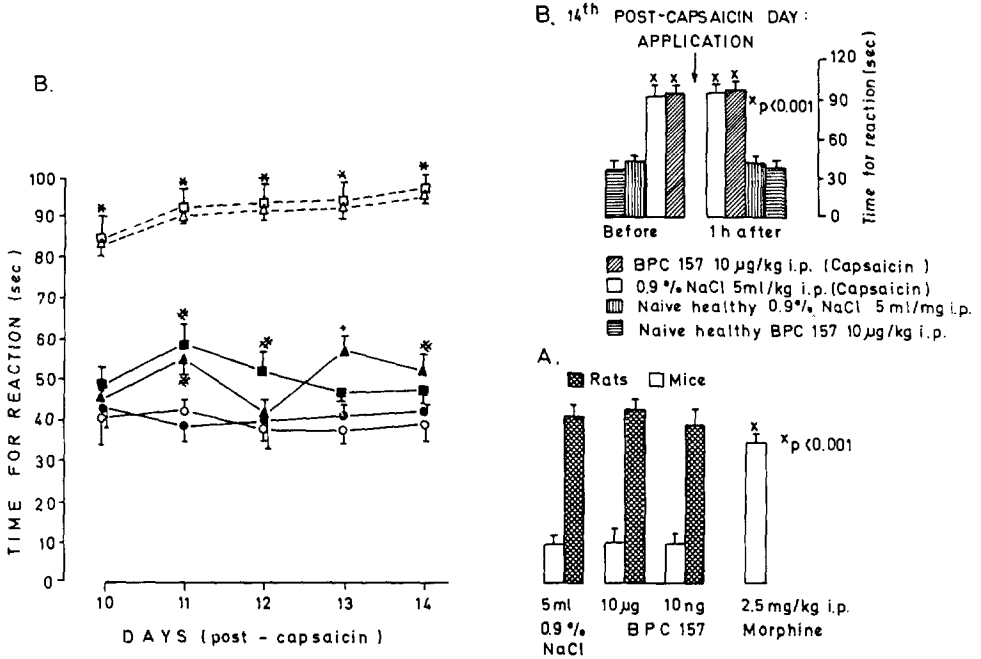 B.
100
90
80
70
60
50
40
30
20
10
0
TIME FOR REACTION (sec)
10 11 12 13 14
DAYS (post - capsaicin)
B. 14th POST-CAPSAICIN DAY:
APPLICATION
x x x x
x p<0.001
120
90
60
30
0
Time for reaction (sec)
Before 1h after
BPC 157 10 µg/kg i.p. (Capsaicin)
0.9 % NaCl 5ml/kg i.p. (Capsaicin)
Naive healthy 0.9% NaCl 5 ml/mg i.p.
Naive healthy BPC 157 10 µg/kg i.p.
A.
Rats Mice
x
x p<0.001
5ml 10 µg 10 ng 2.5 mg/kg i.p.
0.9 % BPC 157 Morphine
NaCl